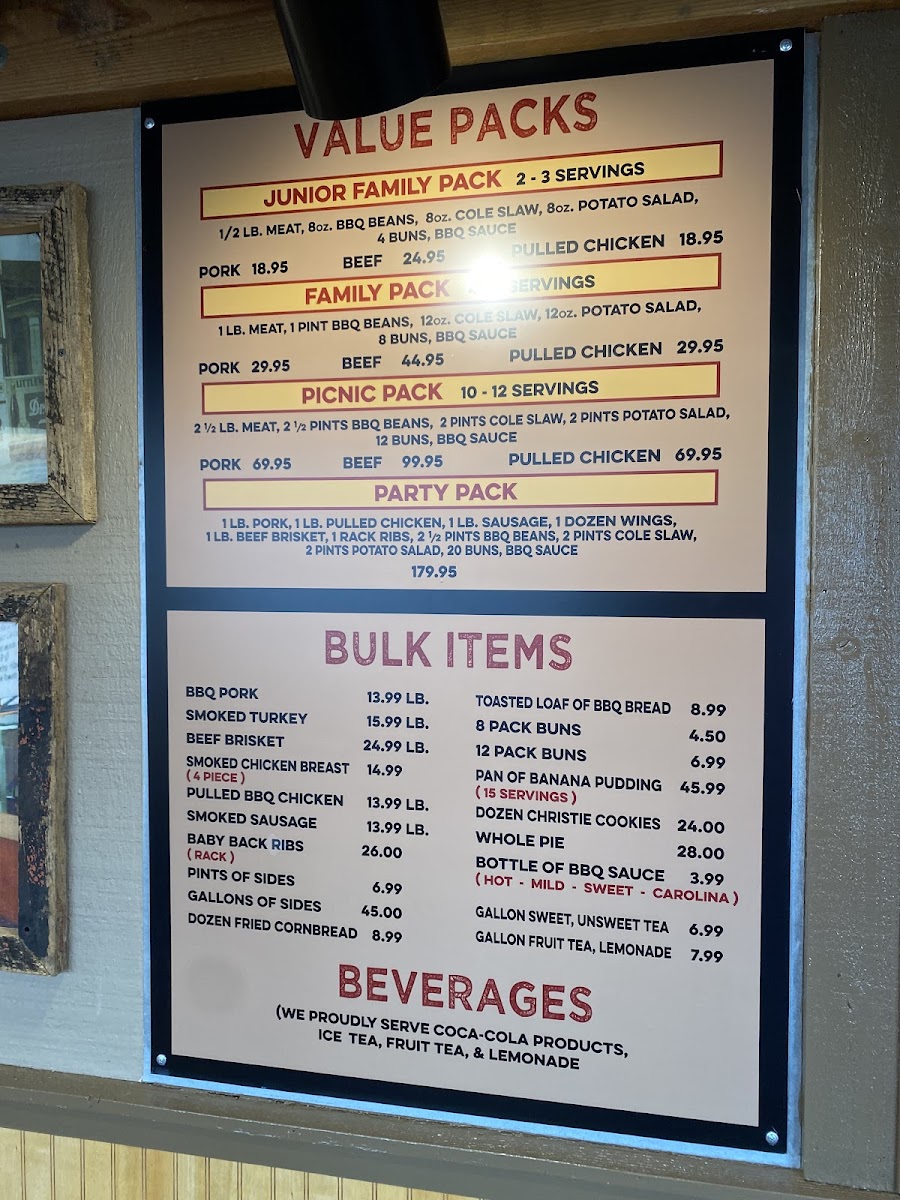 VALUE PACKS
JUNIOR FAMILY PACK 2 - 3 SERVINGS
1/2 LB. MEAT, 8oz. BBQ BEANS, 8oz. COLE SLAW, 8oz. POTATO SALAD,
4 BUNS, BBQ SAUCE
PORK 18.95 BEEF 24.95 PULLED CHICKEN 18.95
FAMILY PACK SERVINGS
1 LB. MEAT, 1 PINT BBQ BEANS, 12oz. COLE SLAW, 12oz. POTATO SALAD,
8 BUNS, BBQ SAUCE
PORK 29.95 BEEF 44.95 PULLED CHICKEN 29.95
PICNIC PACK 10 - 12 SERVINGS
2 ½ LB. MEAT, 2 ½ PINTS BBQ BEANS, 2 PINTS COLE SLAW, 2 PINTS POTATO SALAD,
12 BUNS, BBQ SAUCE
PORK 69.95 BEEF 99.95 PULLED CHICKEN 69.95
PARTY PACK
1 LB. PORK, 1 LB. PULLED CHICKEN, 1 LB. SAUSAGE, 1 DOZEN WINGS,
1 LB. BEEF BRISKET, 1 RACK RIBS, 2 ½ PINTS BBQ BEANS, 2 PINTS COLE SLAW,
2 PINTS POTATO SALAD, 20 BUNS, BBQ SAUCE
179.95
BULK ITEMS
BBQ PORK 13.99 LB.
SMOKED TURKEY 15.99 LB.
BEEF BRISKET 24.99 LB.
SMOKED CHICKEN BREAST 14.99
( 4 PIECE )
PULLED BBQ CHICKEN 13.99 LB.
SMOKED SAUSAGE 13.99 LB.
BABY BACK RIBS 26.00
( RACK )
PINTS OF SIDES 6.99
GALLONS OF SIDES 45.00
DOZEN FRIED CORNBREAD 8.99
TOASTED LOAF OF BBQ BREAD 8.99
8 PACK BUNS 4.50
12 PACK BUNS 6.99
PAN OF BANANA PUDDING 45.99
( 15 SERVINGS )
DOZEN CHRISTIE COOKIES 24.00
WHOLE PIE 28.00
BOTTLE OF BBQ SAUCE 3.99
( HOT - MILD - SWEET - CAROLINA )
GALLON SWEET, UNSWEET TEA 6.99
GALLON FRUIT TEA, LEMONADE 7.99
BEVERAGES
(WE PROUDLY SERVE COCA-COLA PRODUCTS,
ICE TEA, FRUIT TEA, & LEMONADE